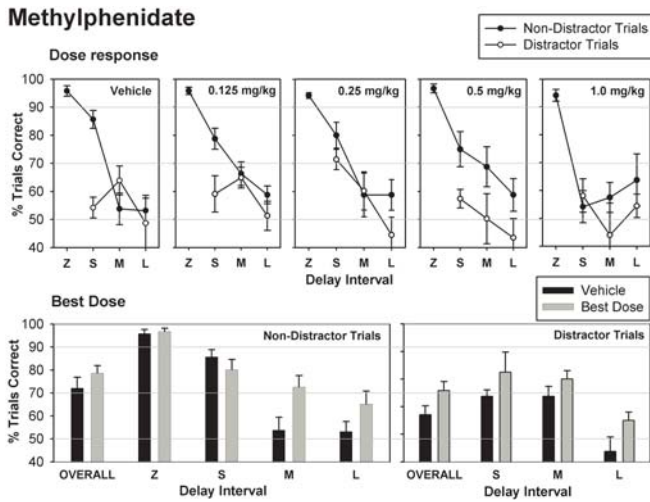 Methylphenidate
Non-Distractor Trials
Distractor Trials
Dose response
Vehicle
0.125 mg/kg
0.25 mg/kg
0.5 mg/kg
1.0 mg/kg
% Trials Correct
100
90
80
70
60
50
40
Z S M L
Z S M L
Z S M L
Z S M L
Z S M L
Delay Interval
Best Dose
Vehicle
Best Dose
Non-Distractor Trials
Distractor Trials
% Trials Correct
100
90
80
70
60
50
40
OVERALL Z S M L
OVERALL S M L
Delay Interval
Delay Interval